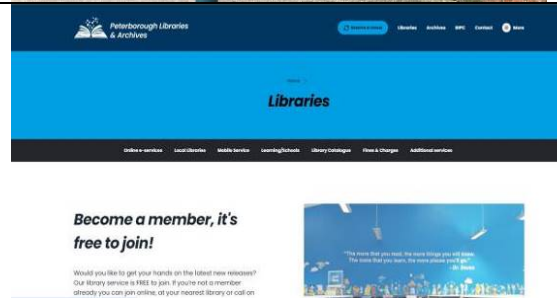 Peterborough Libraries
& Archives
Libraries
Archives
BIPC
Contact
More
Libraries
Online e-services
Local Libraries
Mobile Service
Learning/Schools
Library Catalogue
Fines & Charges
Additional services
Become a member, it's
free to join!
Would you like to get your hands on the latest new releases?
Our library service is FREE to join. If you're not a member
already you can join online, at your nearest library or call on
"The more that you read, the more things you will know.
The more that you learn, the more places you'll go."
- Dr. Seuss